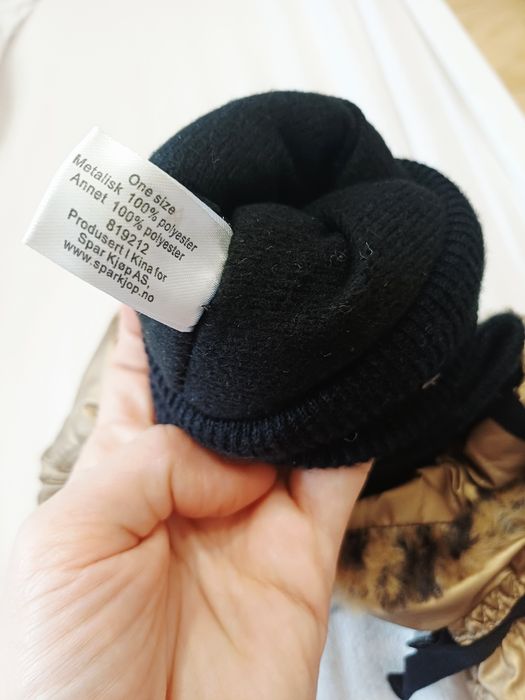 One size
Metalisk 100% polyester
Annet 100% polyester
819212
Produsert i Kina for
Spar Kjøp AS,
www.sparkjop.no